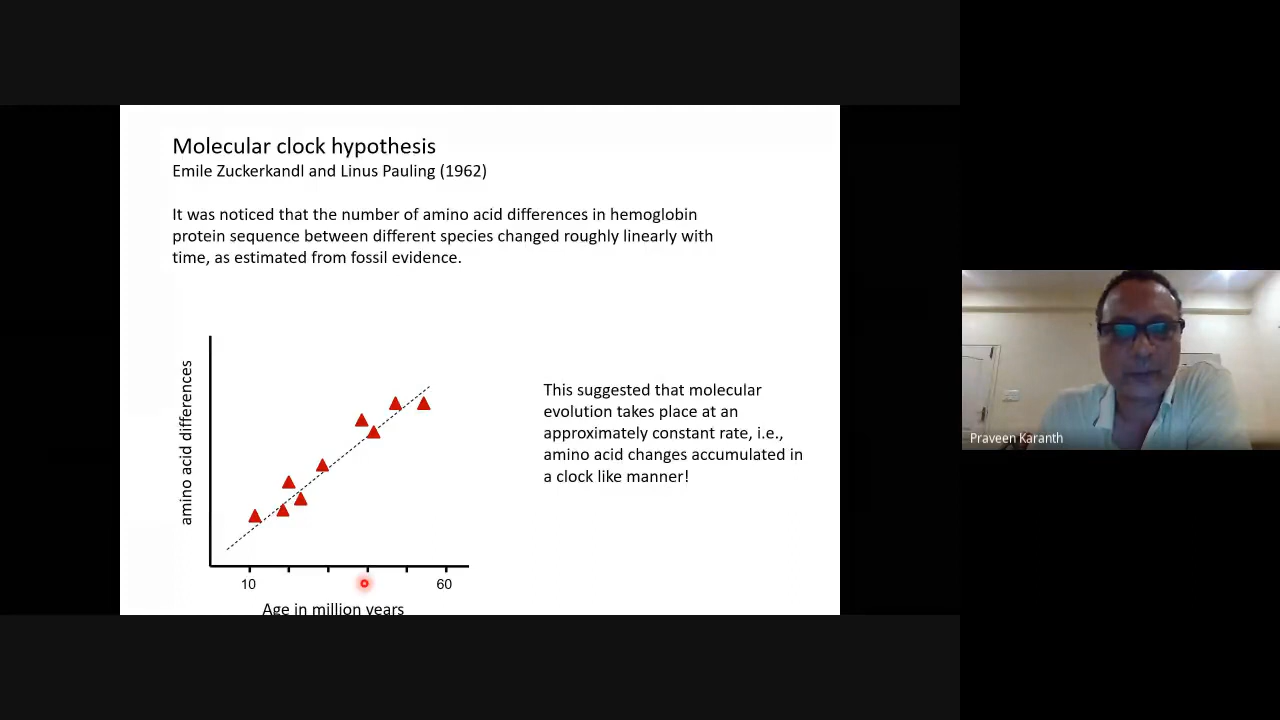 Molecular clock hypothesis
Emile Zuckerkandl and Linus Pauling (1962)
It was noticed that the number of amino acid differences in hemoglobin
protein sequence between different species changed roughly linearly with
time, as estimated from fossil evidence.
amino acid differences
This suggested that molecular
evolution takes place at an
approximately constant rate, i.e.,
amino acid changes accumulated in
a clock like manner!
10
60
Age in million years
Praveen Karanth